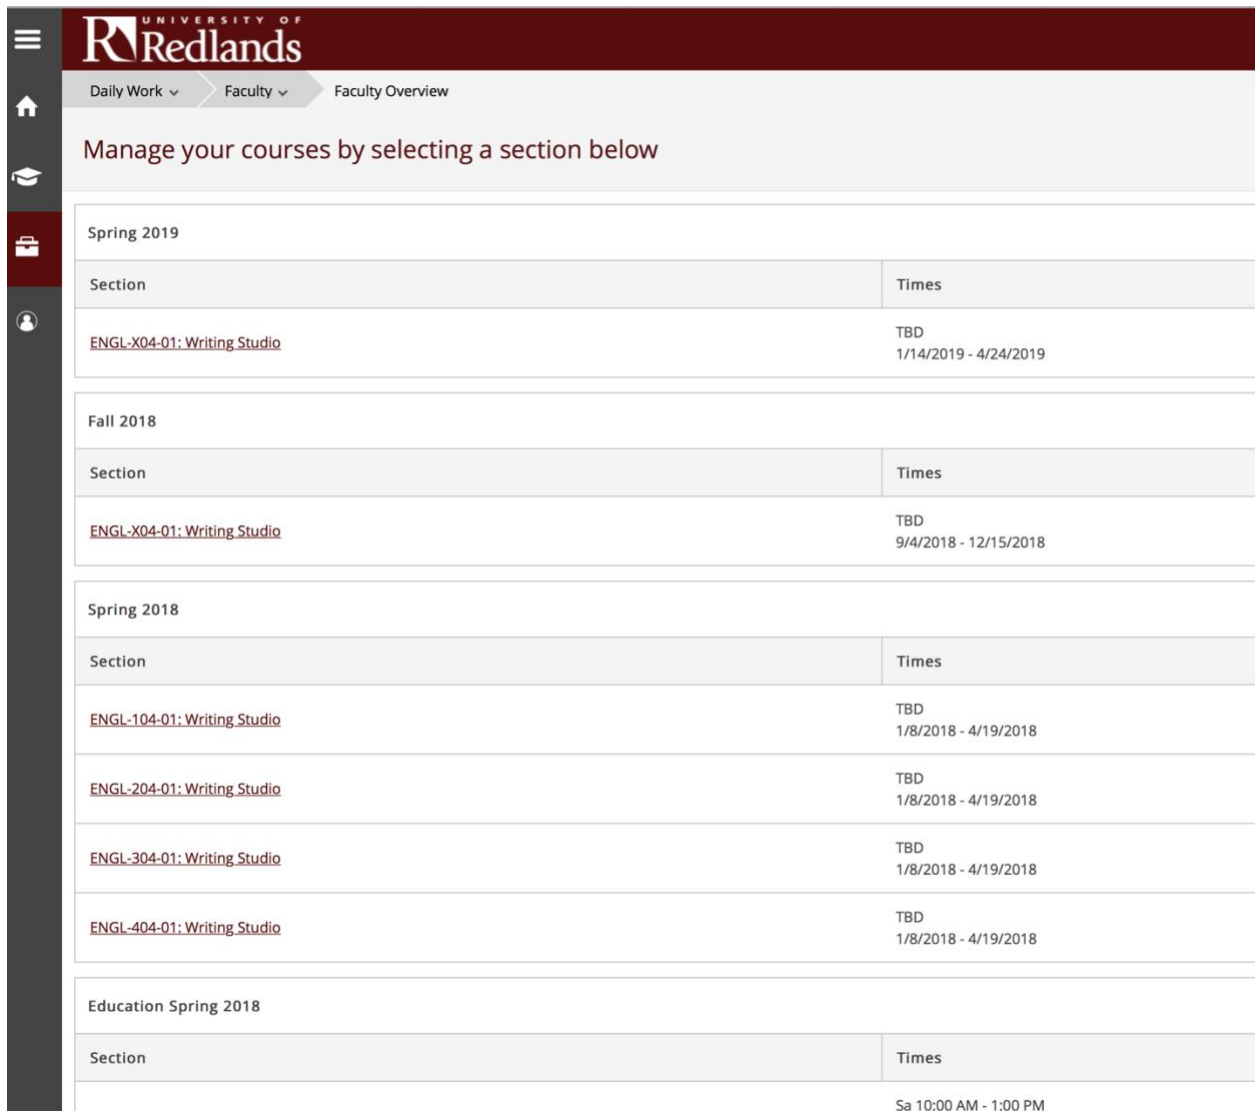 UNIVERSITY OF
Redlands
Daily Work Faculty Faculty Overview
Manage your courses by selecting a section below
Spring 2019
Section Times
ENGL-X04-01: Writing Studio TBD
1/14/2019 - 4/24/2019
Fall 2018
Section Times
ENGL-X04-01: Writing Studio TBD
9/4/2018 - 12/15/2018
Spring 2018
Section Times
ENGL-104-01: Writing Studio TBD
1/8/2018 - 4/19/2018
ENGL-204-01: Writing Studio TBD
1/8/2018 - 4/19/2018
ENGL-304-01: Writing Studio TBD
1/8/2018 - 4/19/2018
ENGL-404-01: Writing Studio TBD
1/8/2018 - 4/19/2018
Education Spring 2018
Section Times
Sa 10:00 AM - 1:00 PM